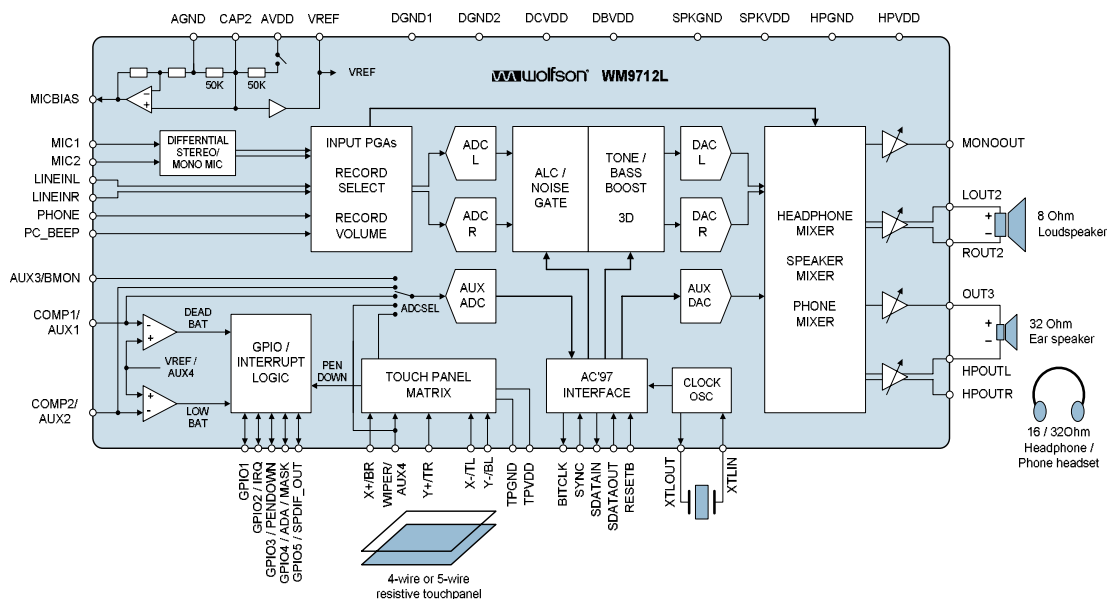 AGND
CAP2
AVDD
VREF
DGND1
DGND2
DCVDD
DBVDD
SPKGND
SPKVDD
HPGND
HPVDD
50K
50K
VREF
wolfson® WM9712L
MICBIAS
MIC1
MIC2
LINEINL
LINEINR
PHONE
PC_BEEP
AUX3/BMON
COMP1/
AUX1
COMP2/
AUX2
DIFFERNTIAL
STEREO/
MONO MIC
INPUT PGAs
RECORD
SELECT
RECORD
VOLUME
ADC
L
ADC
R
ALC /
NOISE
GATE
TONE /
BASS
BOOST
3D
DAC
L
DAC
R
HEADPHONE
MIXER
SPEAKER
MIXER
PHONE
MIXER
MONOOUT
LOUT2
+
−
ROUT2
8 Ohm
Loudspeaker
OUT3
+
−
32 Ohm
Ear speaker
HPOUTL
HPOUTR
16 / 32Ohm
Headphone /
Phone headset
ADCSEL
AUX
ADC
AUX
DAC
-
+
DEAD
BAT
VREF /
AUX4
+
-
LOW
BAT
GPIO /
INTERRUPT
LOGIC
PEN
DOWN
TOUCH PANEL
MATRIX
AC'97
INTERFACE
CLOCK
OSC
GPIO1
GPIO2 / IRQ
GPIO3 / PENDOWN
GPIO4 / ADA / MASK
GPIO5 / SPDIF_OUT
X+/BR
WIPER/
AUX4
Y+/TR
X-/TL
Y-/BL
TPGND
TPVDD
BITCLK
SYNC
SDATAIN
SDATAOUT
RESETB
XTLOUT
XTLIN
4-wire or 5-wire
resistive touchpanel